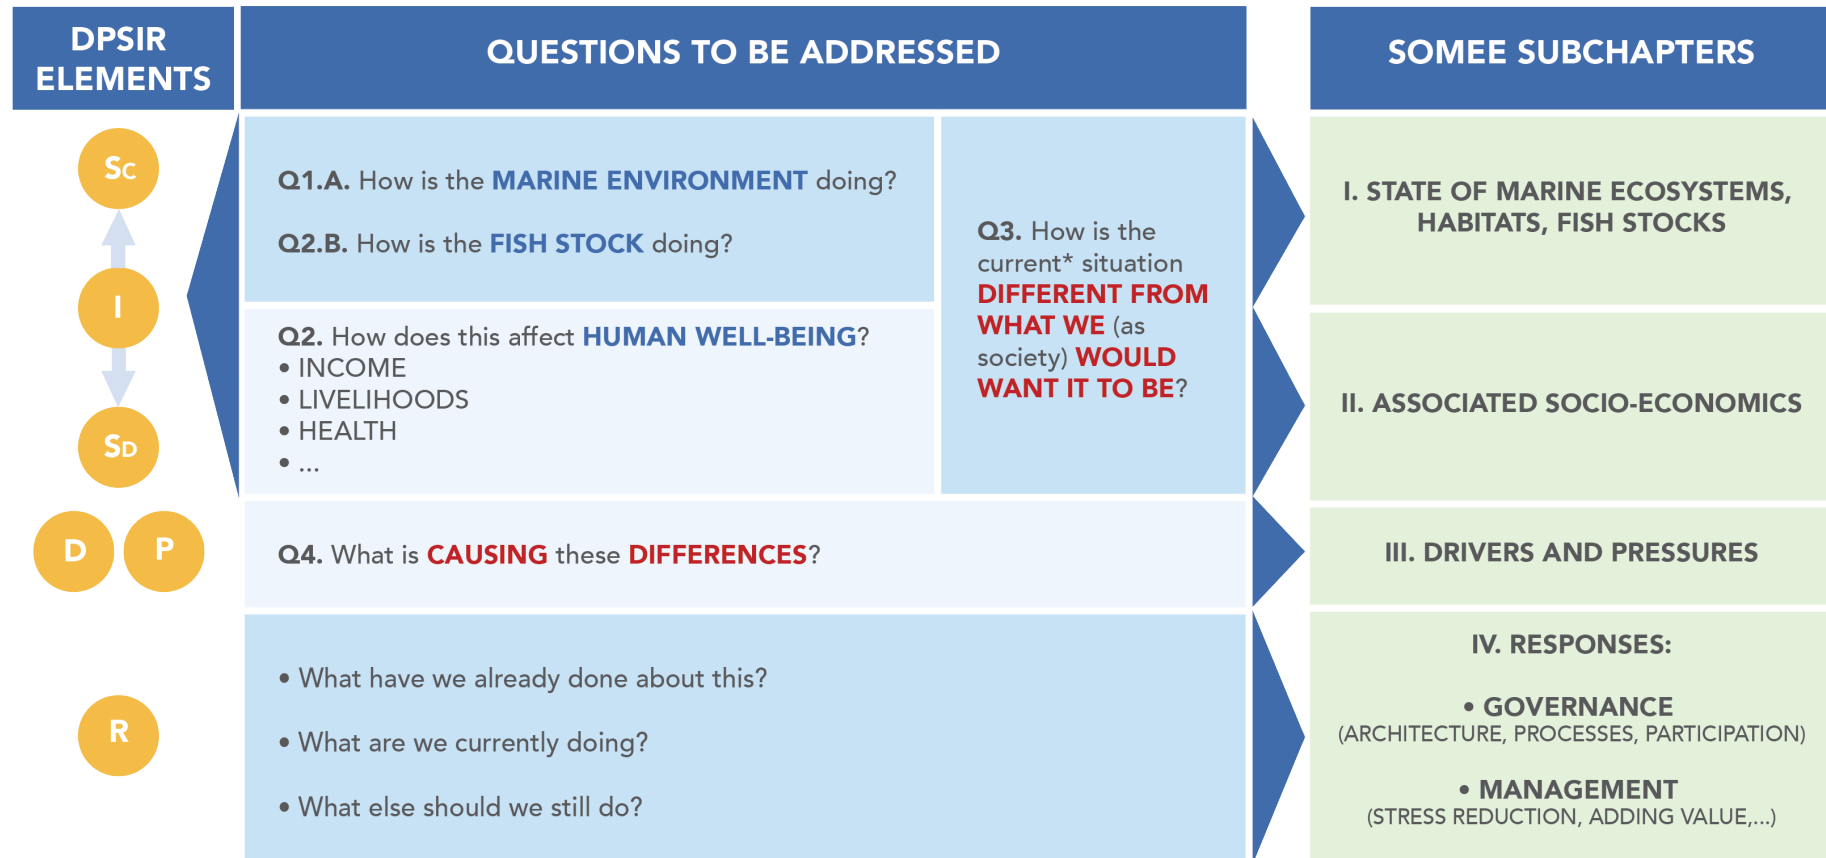 DPSIR
ELEMENTS
QUESTIONS TO BE ADDRESSED
SOMEE SUBCHAPTERS
SC
I
SD
D
P
R
Q1.A. How is the MARINE ENVIRONMENT doing?
Q2.B. How is the FISH STOCK doing?
Q2. How does this affect HUMAN WELL-BEING?
• INCOME
• LIVELIHOODS
• HEALTH
• ...
Q3. How is the
current* situation
DIFFERENT FROM
WHAT WE (as
society) WOULD
WANT IT TO BE?
Q4. What is CAUSING these DIFFERENCES?
• What have we already done about this?
• What are we currently doing?
• What else should we still do?
I. STATE OF MARINE ECOSYSTEMS,
HABITATS, FISH STOCKS
II. ASSOCIATED SOCIO-ECONOMICS
III. DRIVERS AND PRESSURES
IV. RESPONSES:
• GOVERNANCE
(ARCHITECTURE, PROCESSES, PARTICIPATION)
• MANAGEMENT
(STRESS REDUCTION, ADDING VALUE,...)